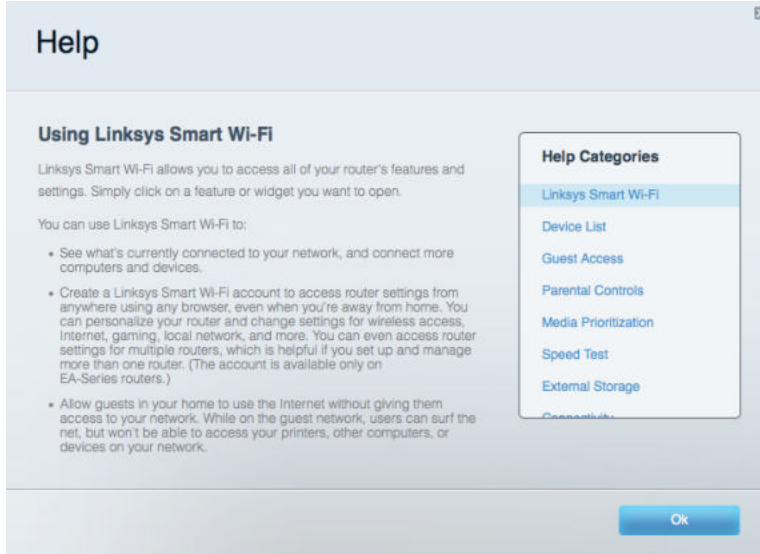 Help
Using Linksys Smart Wi-Fi
Linksys Smart Wi-Fi allows you to access all of your router's features and
settings. Simply click on a feature or widget you want to open.
You can use Linksys Smart Wi-Fi to:
• See what's currently connected to your network, and connect more
computers and devices.
• Create a Linksys Smart Wi-Fi account to access router settings from
anywhere using any browser, even when you're away from home. You
can personalize your router and change settings for wireless access,
Internet, gaming, local network, and more. You can even access router
settings for multiple routers, which is helpful if you set up and manage
more than one router. (The account is available only on
EA-Series routers.)
• Allow guests in your home to use the Internet without giving them
access to your network. While on the guest network, users can surf the
net, but won't be able to access your printers, other computers, or
devices on your network.
Help Categories
Linksys Smart Wi-Fi
Device List
Guest Access
Parental Controls
Media Prioritization
Speed Test
External Storage
Connectivity
Ok